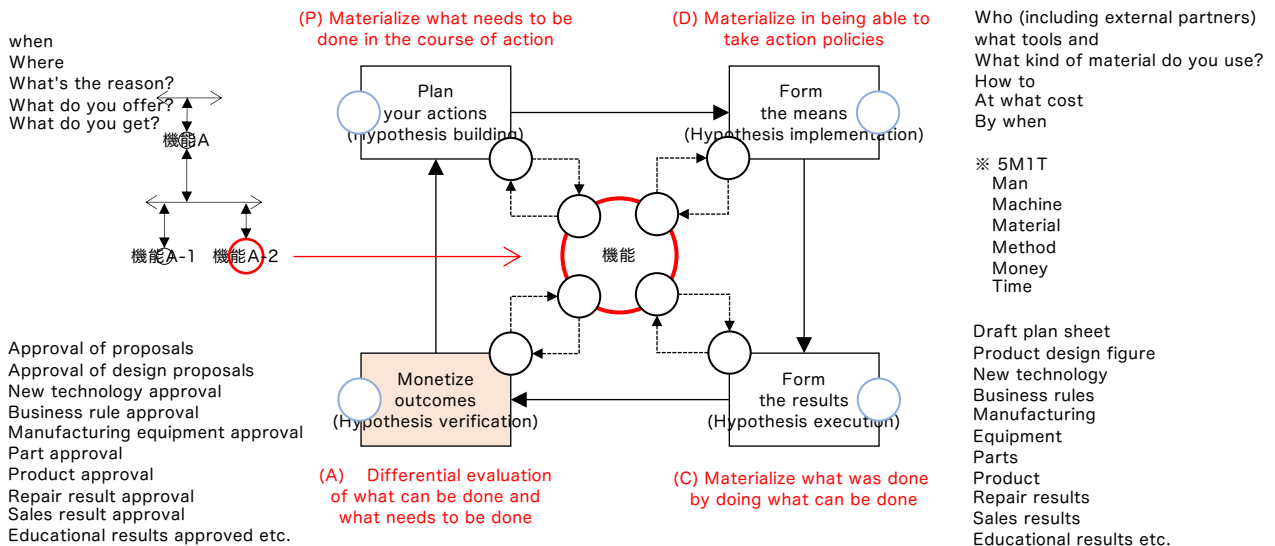 (P) Materialize what needs to be
done in the course of action
(D) Materialize in being able to
take action policies
when
Where
What's the reason?
What do you offer?
What do you get?
機能A
機能A-1
機能A-2
Plan
your actions
(Hypothesis building)
Form
the means
(Hypothesis implementation)
機能
Monetize
outcomes
(Hypothesis verification)
Form
the results
(Hypothesis execution)
Who (including external partners)
what tools and
What kind of material do you use?
How to
At what cost
By when
※ 5M1T
Man
Machine
Material
Method
Money
Time
Approval of proposals
Approval of design proposals
New technology approval
Business rule approval
Manufacturing equipment approval
Part approval
Product approval
Repair result approval
Sales result approval
Educational results approved etc.
(A) Differential evaluation
of what can be done and
what needs to be done
(C) Materialize what was done
by doing what can be done
Draft plan sheet
Product design figure
New technology
Business rules
Manufacturing
Equipment
Parts
Product
Repair results
Sales results
Educational results etc.